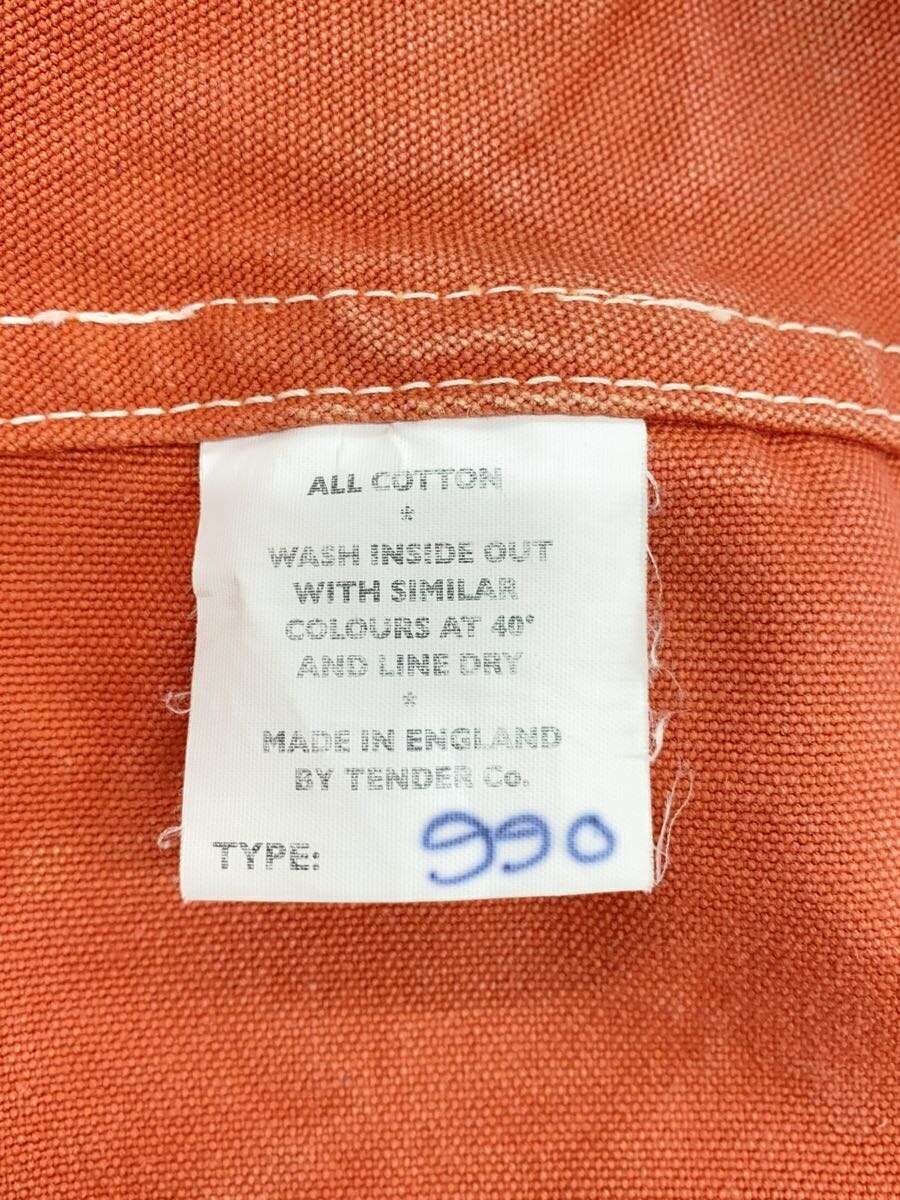 ALL COTTON
*
WASH INSIDE OUT
WITH SIMILAR
COLOURS AT 40°
AND LINE DRY
*
MADE IN ENGLAND
BY TENDER Co.
TYPE: 990